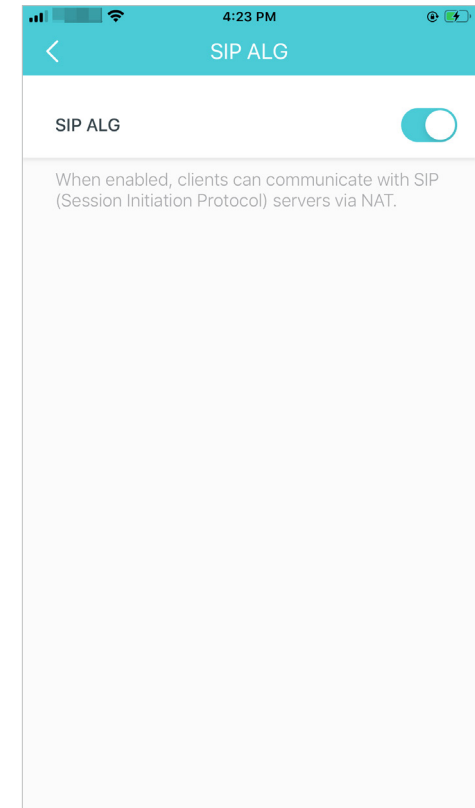 4:23 PM
SIP ALG
SIP ALG
When enabled, clients can communicate with SIP
(Session Initiation Protocol) servers via NAT.